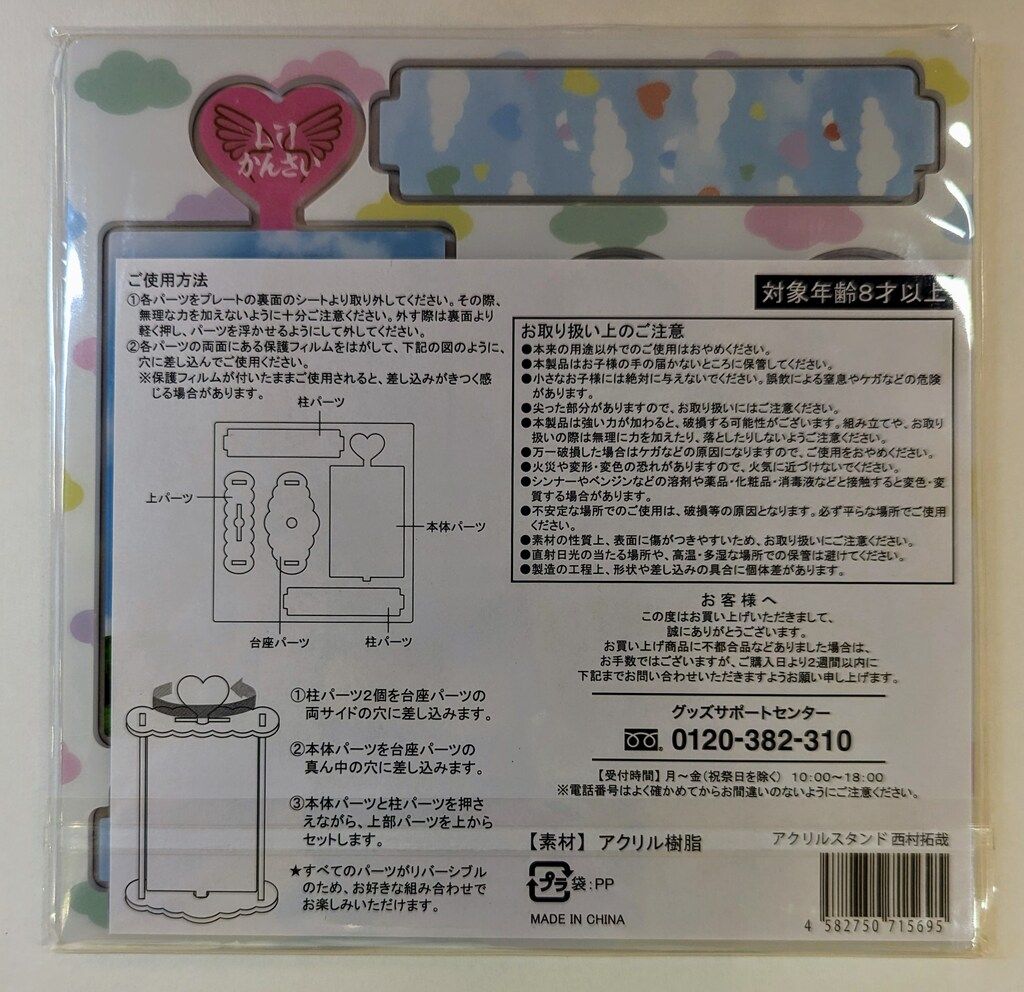 Lil
かんさい
ご使用方法
①各パーツをプレートの裏面のシートより取り外してください。その際、
無理な力を加えないように十分ご注意ください。外す際は裏面より
軽く押し、パーツを浮かせるようにして外してください。
②各パーツの両面にある保護フィルムをはがして、下記の図のように、
穴に差し込んでご使用ください。
※保護フィルムが付いたままご使用されると、差し込みがきつく感
じる場合があります。
柱パーツ
上パーツ
本体パーツ
台座パーツ
柱パーツ
①柱パーツ2個を台座パーツの
両サイドの穴に差し込みます。
②本体パーツを台座パーツの
真ん中の穴に差し込みます。
③本体パーツと柱パーツを押さ
えながら、上部パーツを上から
セットします。
★すべてのパーツがリバーシブル
のため、お好きな組み合わせで
お楽しみいただけます。
対象年齢8才以上
お取り扱い上のご注意
●本来の用途以外でのご使用はおやめください。
●本製品はお子様の手の届かないところに保管してください。
●小さなお子様には絶対に与えないでください。誤飲による窒息やケガなどの危険
があります。
●尖った部分がありますので、お取り扱いにはご注意ください。
●本製品は強い力が加わると、破損する可能性がございます。組み立てや、お取り
扱いの際は無理に力を加えたり、落としたりしないようご注意ください。
●万一破損した場合はケガなどの原因になりますので、ご使用をおやめください。
●火災や変形・変色の恐れがありますので、火気に近づけないでください。
●シンナーやベンジンなどの溶剤や薬品・化粧品・消毒液などと接触すると変色・変
質する場合があります。
●不安定な場所でのご使用は、破損等の原因となります。必ず平らな場所でご使用
ください。
●素材の性質上、表面に傷がつきやすいため、お取り扱いにご注意ください。
●直射日光の当たる場所や、高温・多湿な場所での保管は避けてください。
●製造の工程上、形状や差し込みの具合に個体差があります。
お客様へ
この度はお買い上げいただきまして、
誠にありがとうございます。
お買い上げ商品に不都合品などありました場合は、
お手数ではございますが、ご購入日より2週間以内に
下記までお問い合わせいただきますようお願い申し上げます。
グッズサポートセンター
0120-382-310
【受付時間】月〜金(祝祭日を除く) 10:00〜18:00
※電話番号はよく確かめてからお間違いのないようにご注意ください。
【素材】アクリル樹脂
プラ 袋:PP
MADE IN CHINA
アクリルスタンド 西村拓哉
4 582750 715695